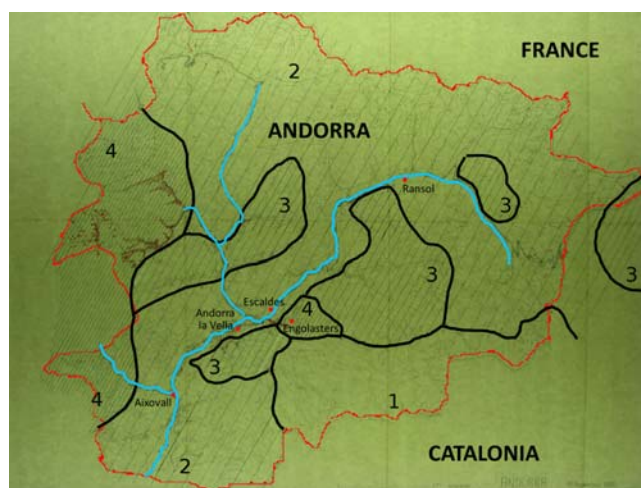 FRANCE
2
ANDORRA
4
Ransol
3
3
3
3
Escaldes
4
Andorra
la Vella
Engolasters
3
4
Aixovall
1
2
CATALONIA